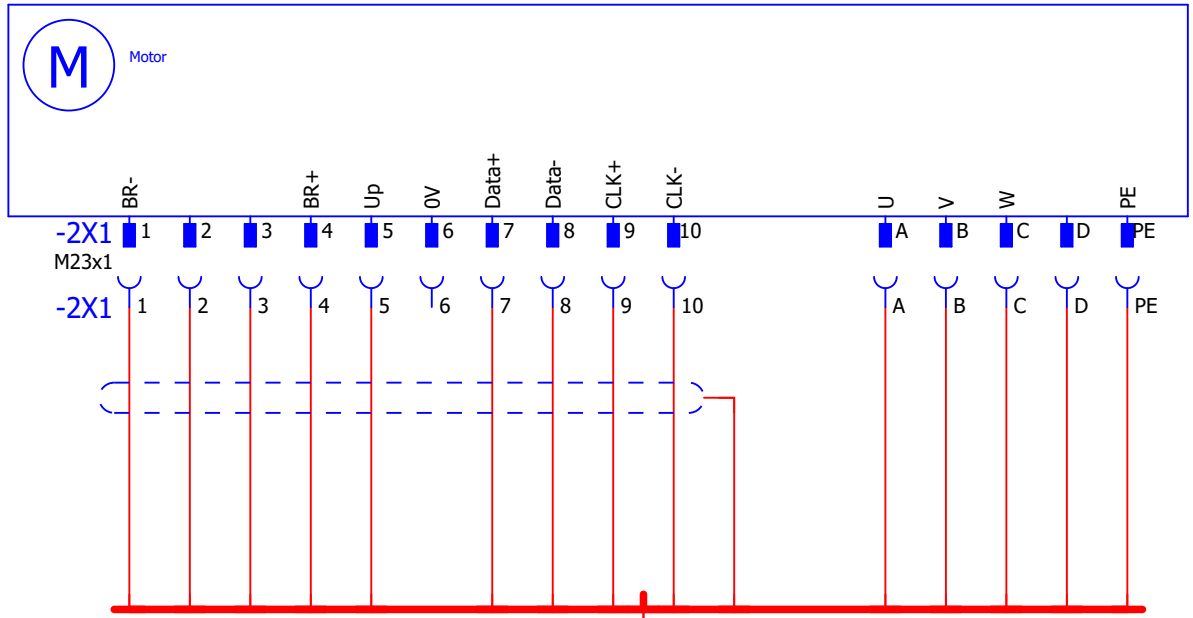 M
Motor
BR- BR+ Up 0V Data+ Data- CLK+ CLK- U V W PE
-2X1 1 2 3 4 5 6 7 8 9 10 A B C D PE
M23x1
-2X1 1 2 3 4 5 6 7 8 9 10 A B C D PE